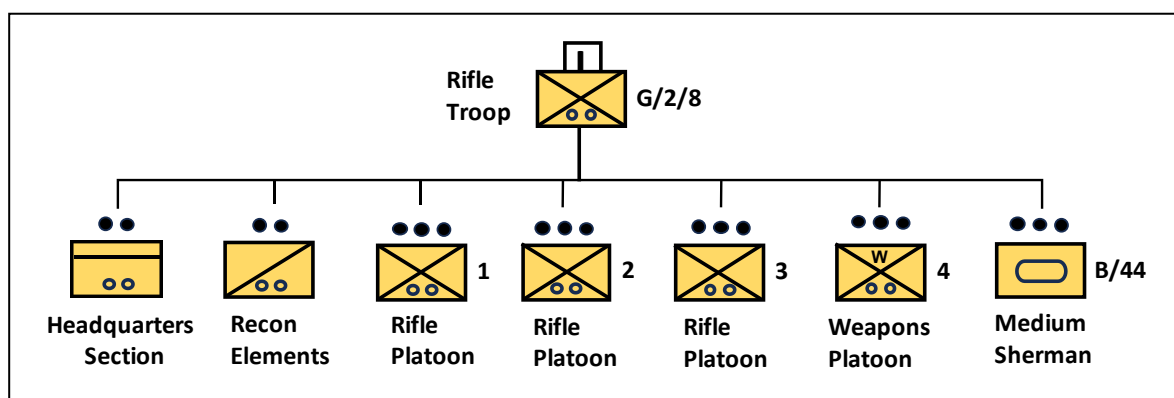 Rifle
Troop
G/2/8
1
2
3
W
4
B/44
Headquarters
Section
Recon
Elements
Rifle
Platoon
Rifle
Platoon
Rifle
Platoon
Weapons
Platoon
Medium
Sherman